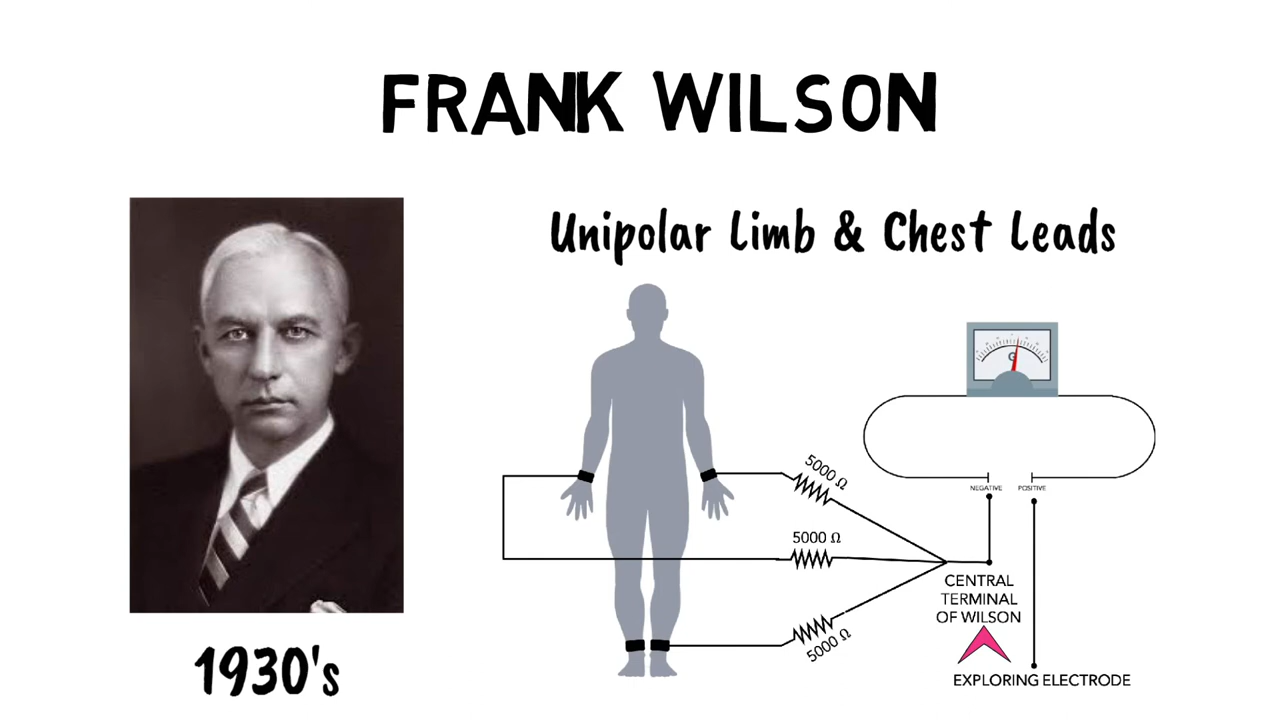 FRANK WILSON
Unipolar Limb & Chest Leads
1930's
5000 Ω
5000 Ω
5000 Ω
G
NEGATIVE
POSITIVE
CENTRAL
TERMINAL
OF WILSON
EXPLORING ELECTRODE